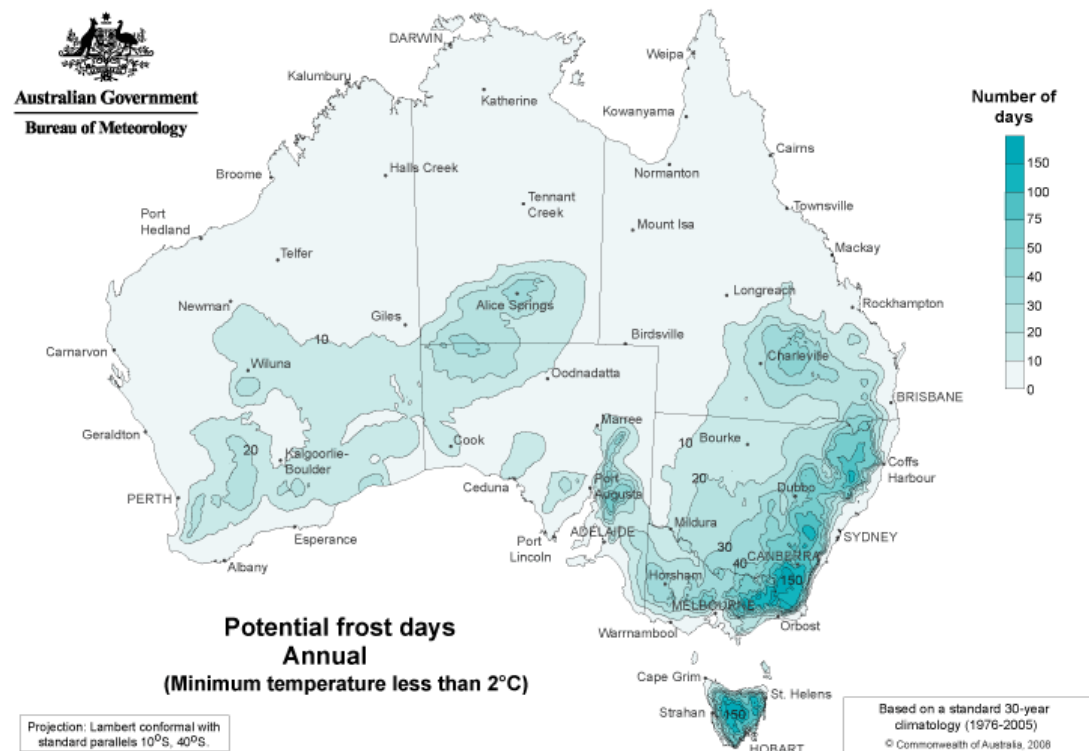 Australian Government
Bureau of Meteorology
DARWIN
Weipa
Kalumburu
Katherine
Kowanyama
Number of
days
Cairns
Halls Creek
Normanton
Broome
150
Tennant
Creek
100
Townsville
Port
Hedland
75
Mount Isa
50
Mackay
Telfer
40
30
Longreach
Newman
Alice Springs
Rockhampton
20
Giles
10
10
Birdsville
Carnarvon
Charleville
0
Wiluna
Oodnadatta
BRISBANE
Marree
Geraldton
Cook
10
Bourke
20
Kalgoorlie-
Boulder
Coffs
Harbour
20
Port
Augusta
Dubbo
Ceduna
PERTH
Mildura
ADELAIDE
SYDNEY
Esperance
Port
Lincoln
30
CANBERRA
40
Albany
Horsham
150
MELBOURNE
Warrnambool
Orbost
Potential frost days
Annual
(Minimum temperature less than 2°C)
Cape Grim
St. Helens
Strahan
150
HOBART
Projection: Lambert conformal with
standard parallels 10°S, 40°S.
Based on a standard 30-year
climatology (1976-2005)
© Commonwealth of Australia, 2006